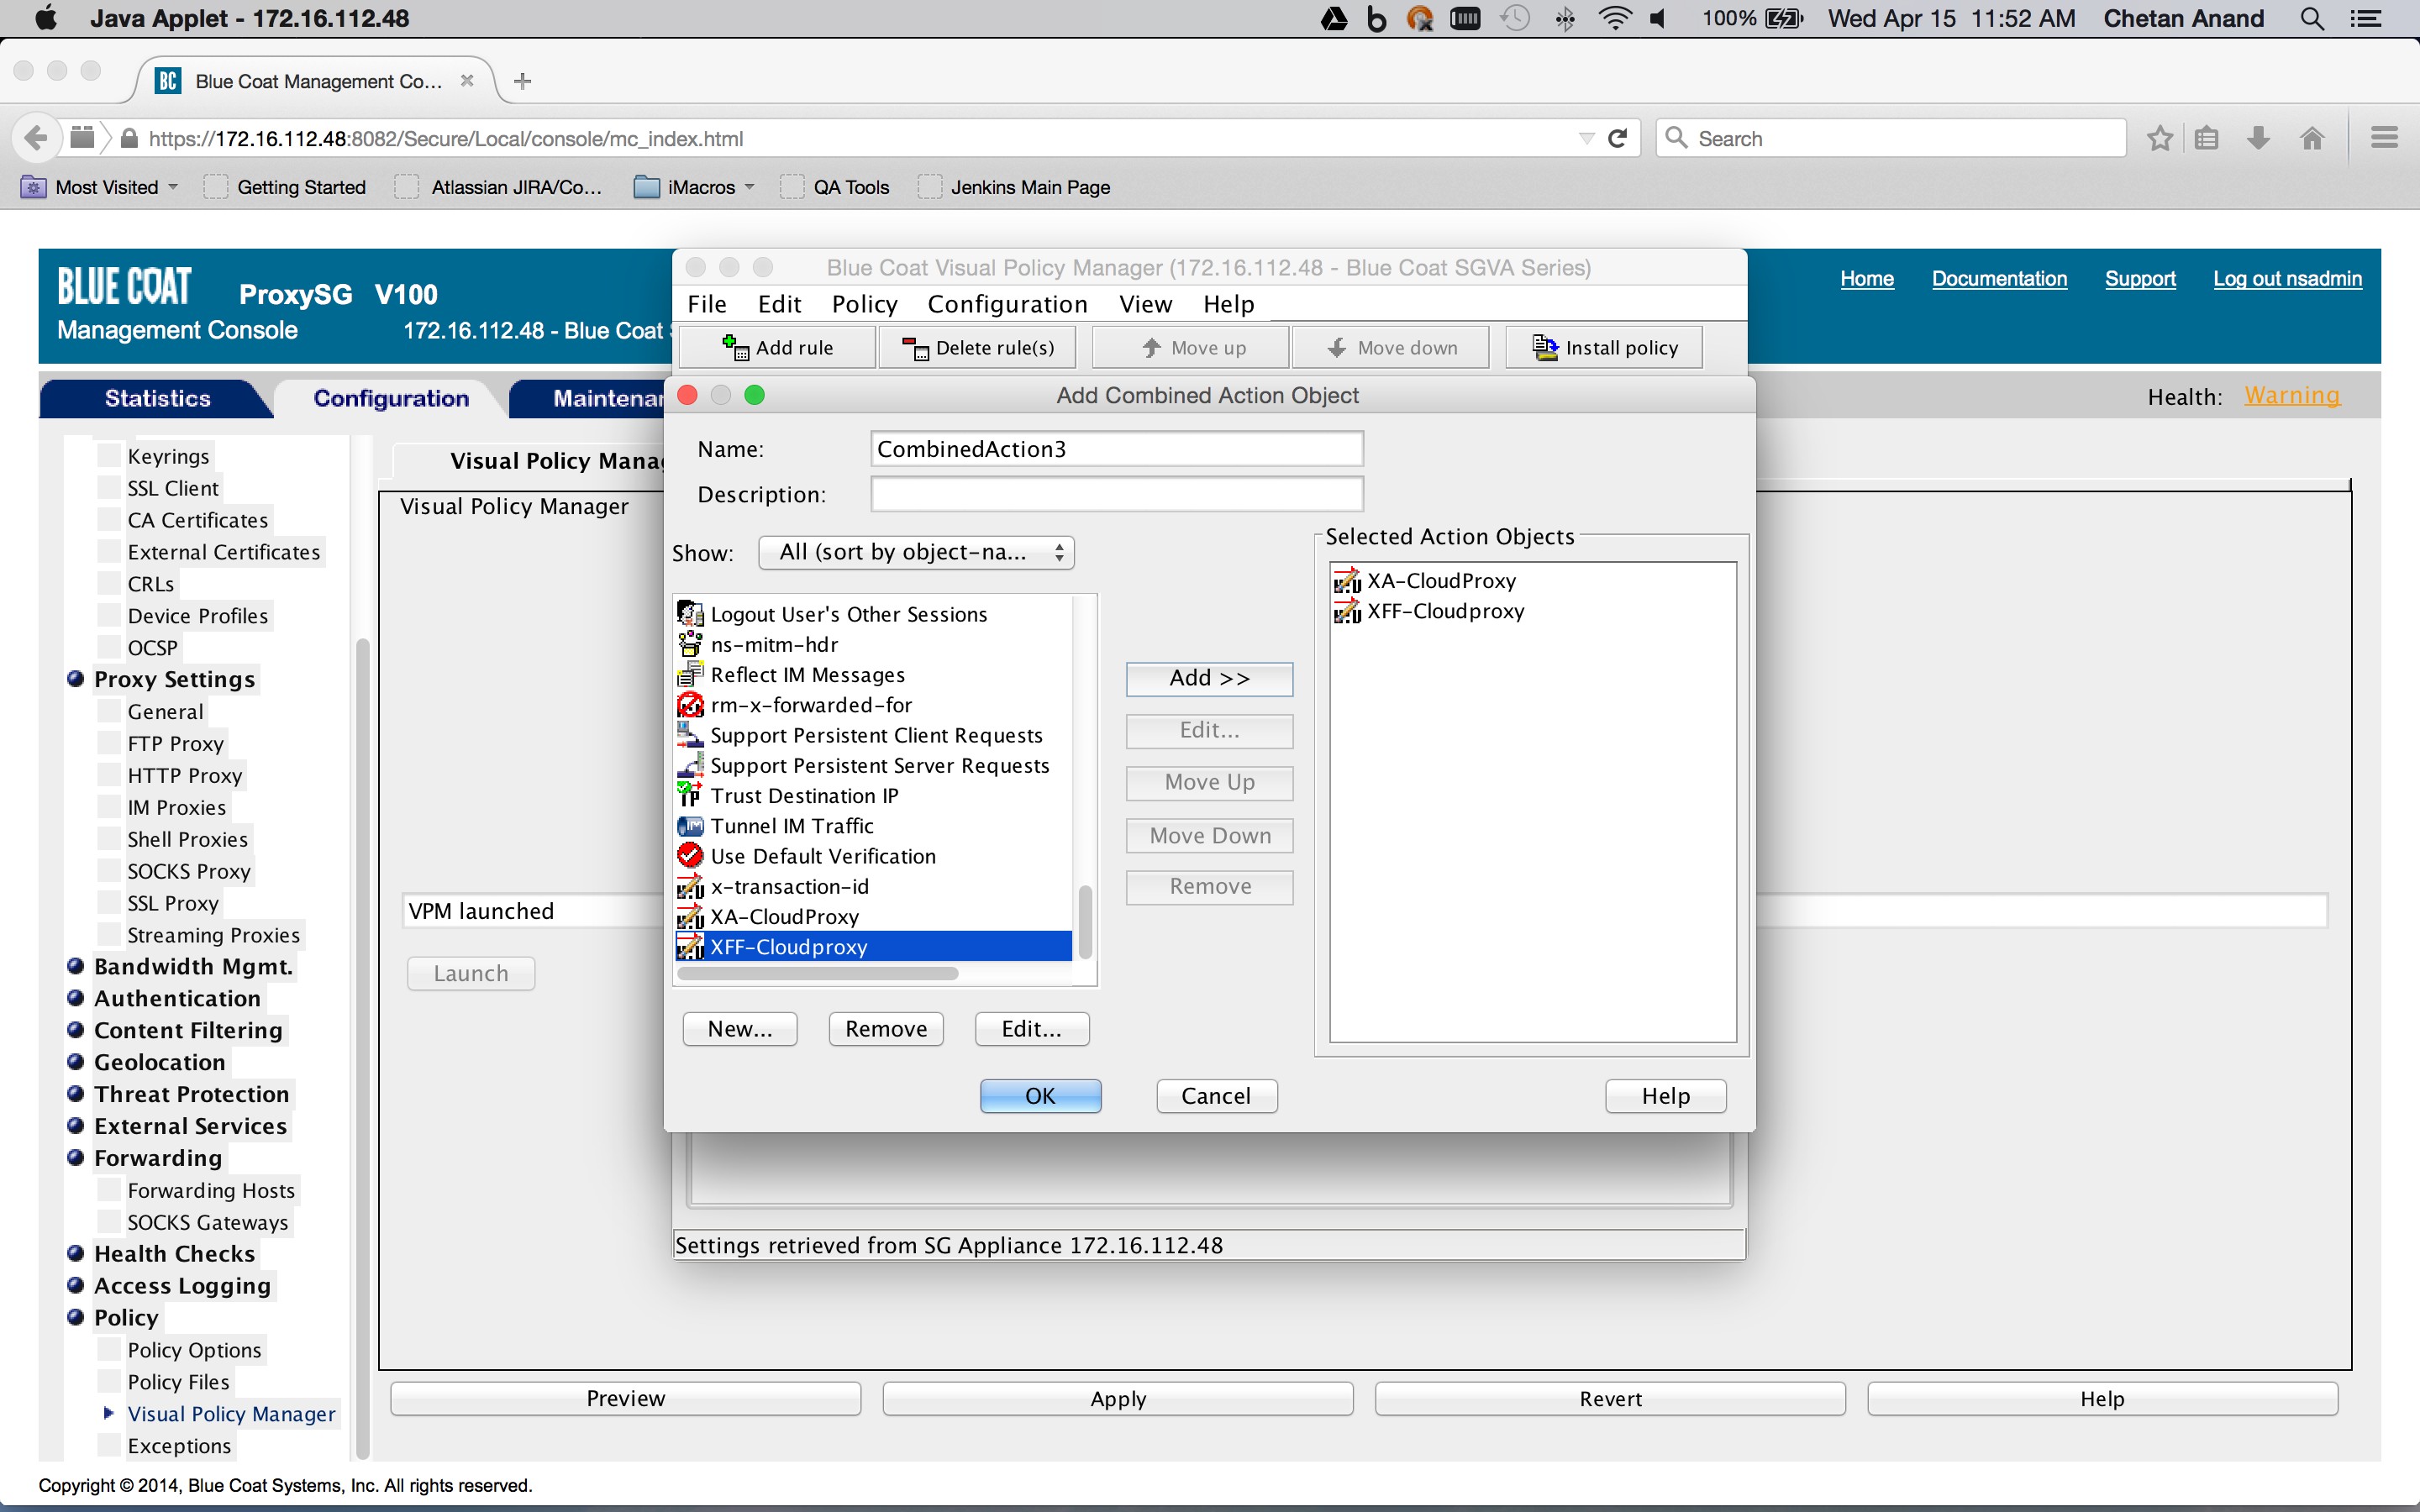 Java Applet - 172.16.112.48
100%
Wed Apr 15 11:52 AM
Chetan Anand
BC Blue Coat Management Co...
https://172.16.112.48:8082/Secure/Local/console/mc_index.html
Search
Most Visited
Getting Started
Atlassian JIRA/Co...
iMacros
QA Tools
Jenkins Main Page
BLUE COAT
ProxySG V100
Management Console
172.16.112.48 - Blue Coat
Home
Documentation
Support
Log out nsadmin
Statistics
Configuration
Health: Warning
Keyrings
SSL Client
CA Certificates
External Certificates
CRLs
Device Profiles
OCSP
Proxy Settings
General
FTP Proxy
HTTP Proxy
IM Proxies
Shell Proxies
SOCKS Proxy
SSL Proxy
Streaming Proxies
Bandwidth Mgmt.
Authentication
Content Filtering
Geolocation
Threat Protection
External Services
Forwarding
Forwarding Hosts
SOCKS Gateways
Health Checks
Access Logging
Policy
Policy Options
Policy Files
Visual Policy Manager
Exceptions
Visual Policy
Visual Policy Manager
VPM launched
Launch
Blue Coat Visual Policy Manager (172.16.112.48 - Blue Coat SGVA Series)
File
Edit
Policy
Configuration
View
Help
Add rule
Delete rule(s)
Move up
Move down
Install policy
Add Combined Action Object
Name: CombinedAction3
Description:
Show: All (sort by object-na...
Logout User's Other Sessions
ns-mitm-hdr
Reflect IM Messages
rm-x-forwarded-for
Support Persistent Client Requests
Support Persistent Server Requests
Trust Destination IP
Tunnel IM Traffic
Use Default Verification
x-transaction-id
XA-CloudProxy
XFF-Cloudproxy
New...
Remove
Edit...
Add >>
Edit...
Move Up
Move Down
Remove
Selected Action Objects
XA-CloudProxy
XFF-Cloudproxy
OK
Cancel
Help
Settings retrieved from SG Appliance 172.16.112.48
Preview
Apply
Revert
Help
Copyright © 2014, Blue Coat Systems, Inc. All rights reserved.